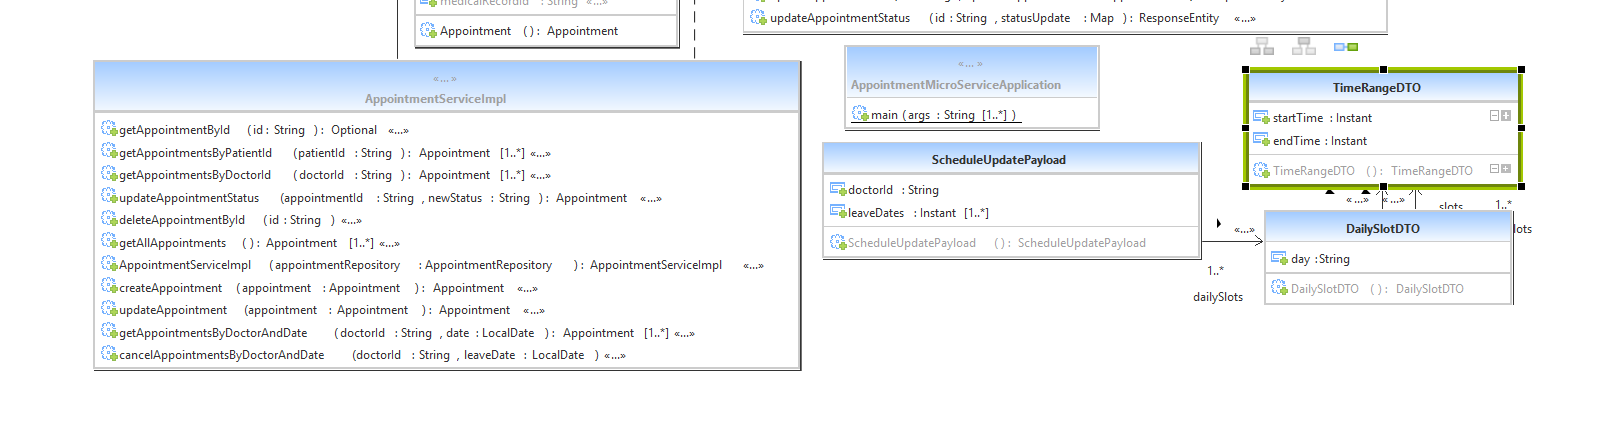 medicalRecordId : String «...»
Appointment () : Appointment
updateAppointmentStatus (id : String , statusUpdate : Map ) : ResponseEntity «...»
«... »
AppointmentServiceImpl
getAppointmentById (id : String ) : Optional «...»
getAppointmentsByPatientId (patientId : String ) : Appointment [1..*] «...»
getAppointmentsByDoctorId (doctorId : String ) : Appointment [1..*] «...»
updateAppointmentStatus (appointmentId : String , newStatus : String ) : Appointment «...»
deleteAppointmentById (id : String ) «...»
getAllAppointments () : Appointment [1..*] «...»
AppointmentServiceImpl (appointmentRepository : AppointmentRepository ) : AppointmentServiceImpl «...»
createAppointment (appointment : Appointment ) : Appointment «...»
updateAppointment (appointment : Appointment ) : Appointment «...»
getAppointmentsByDoctorAndDate (doctorId : String , date : LocalDate ) : Appointment [1..*] «...»
cancelAppointmentsByDoctorAndDate (doctorId : String , leaveDate : LocalDate ) «...»
«... »
AppointmentMicroServiceApplication
main (args : String [1..*] )
ScheduleUpdatePayload
doctorId : String
leaveDates : Instant [1..*]
ScheduleUpdatePayload () : ScheduleUpdatePayload
«...»
1..*
dailySlots
TimeRangeDTO
startTime : Instant
endTime : Instant
TimeRangeDTO () : TimeRangeDTO
«...» «...»
slots 1..*
lots
DailySlotDTO
day : String
DailySlotDTO () : DailySlotDTO